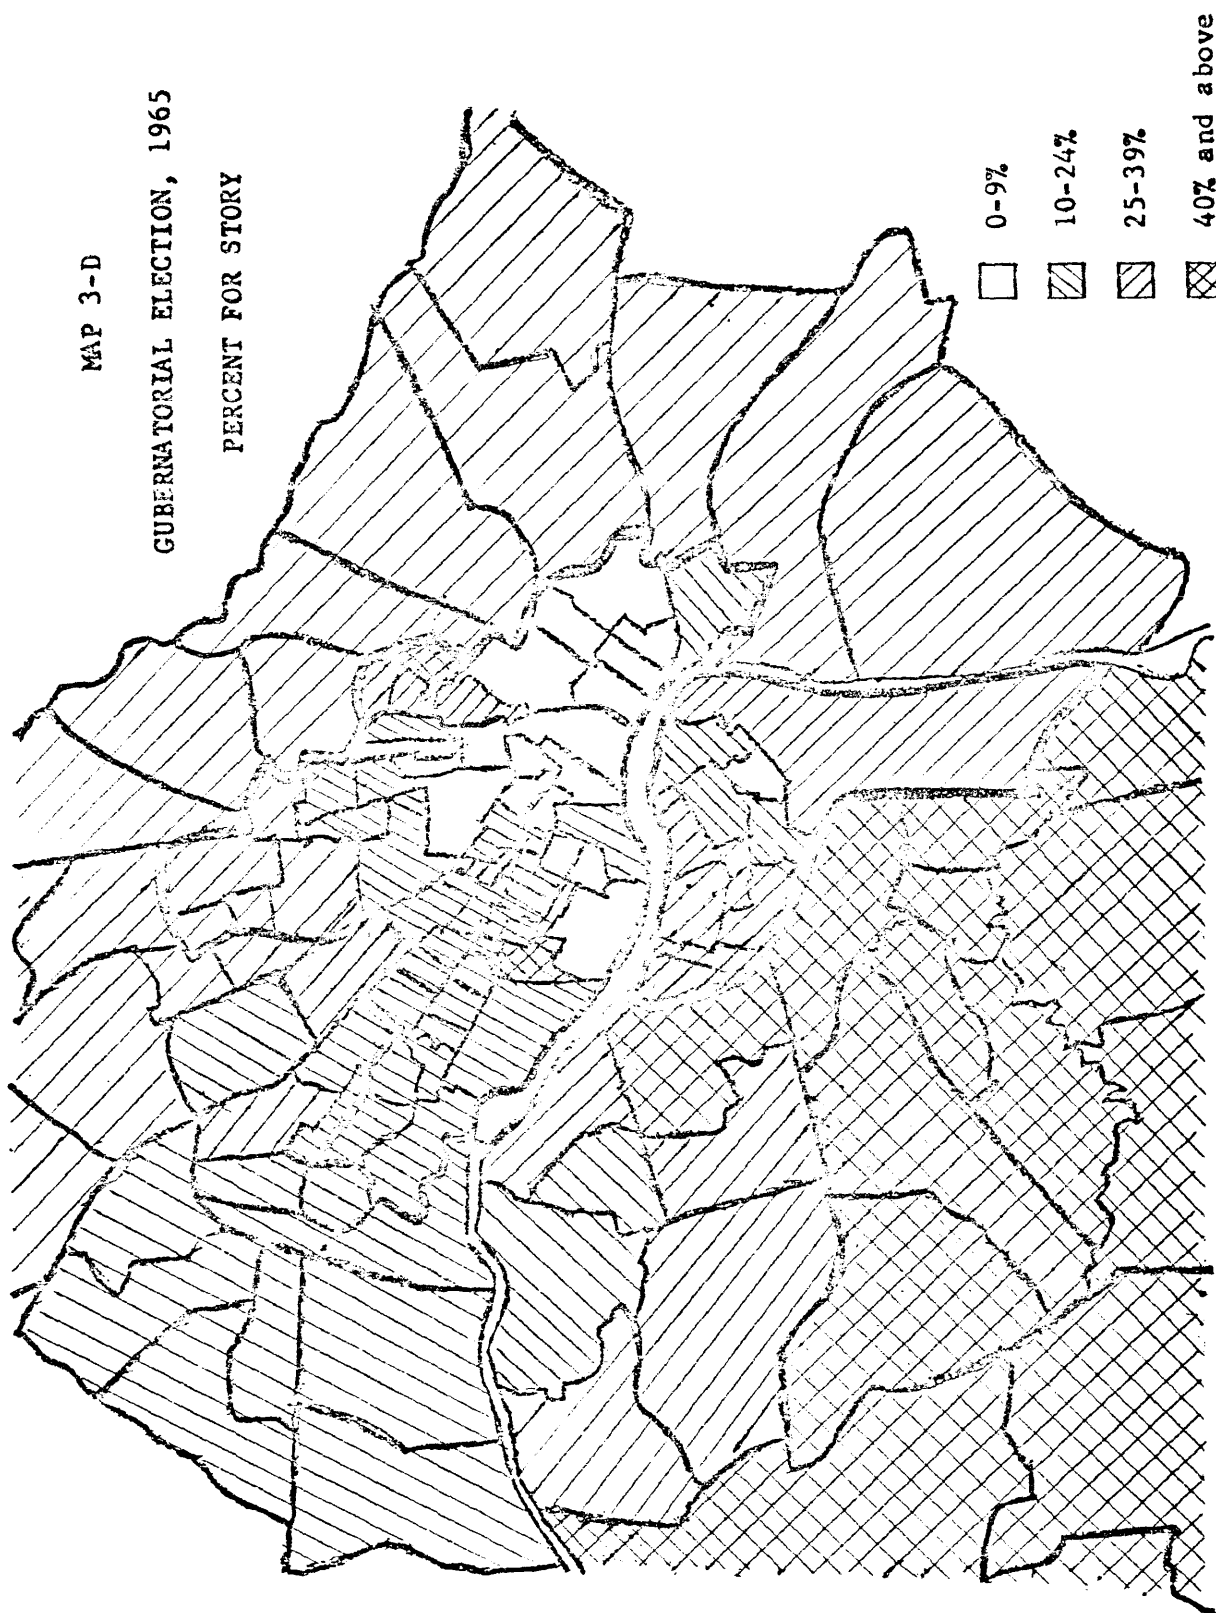 MAP 3-D
GUBERNATORIAL ELECTION, 1965
PERCENT FOR STORY
0-9%
10-24%
25-39%
40% and above